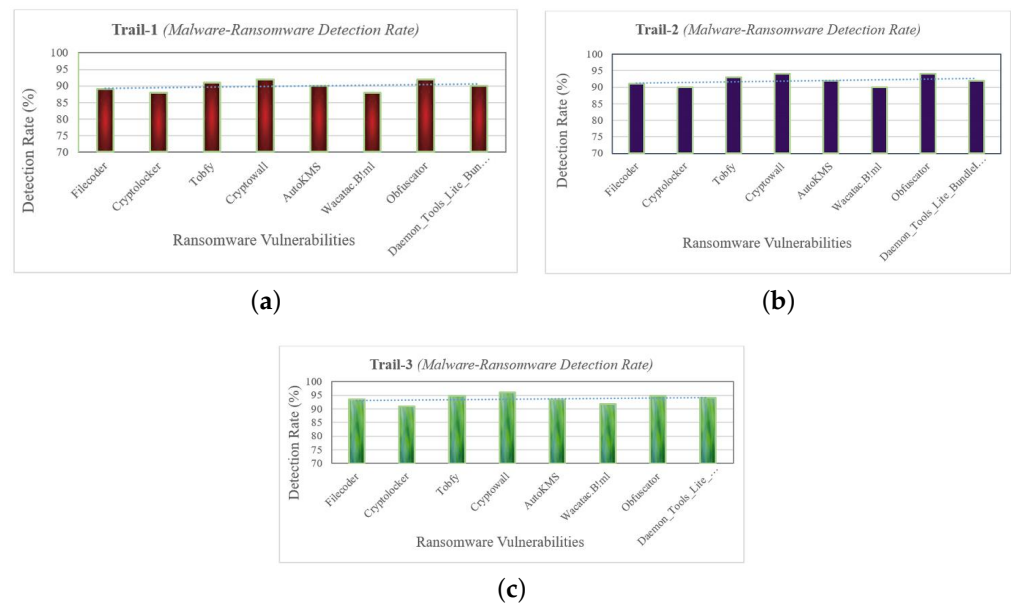 Trail-1 (Malware-Ransomware Detection Rate)
100
95
90
85
80
75
70
Detection Rate (%)
Filecoder
Cryptolocker
Tobfy
Cryptowall
AutoKMS
Wacatac.B!ml
Obfuscator
Daemon_Tools_Lite_Bun…
Ransomware Vulnerabilities
(a)
Trail-2 (Malware-Ransomware Detection Rate)
100
95
90
85
80
75
70
Detection Rate (%)
Filecoder
Cryptolocker
Tobfy
Cryptowall
AutoKMS
Wacatac.B!ml
Obfuscator
Daemon_Tools_Lite_BundleI…
Ransomware Vulnerabilities
(b)
Trail-3 (Malware-Ransomware Detection Rate)
100
95
90
85
80
75
70
Detection Rate (%)
Filecoder
Cryptolocker
Tobfy
Cryptowall
AutoKMS
Wacatac.B!ml
Obfuscator
Daemon_Tools_Lite_…
Ransomware Vulnerabilities
(c)